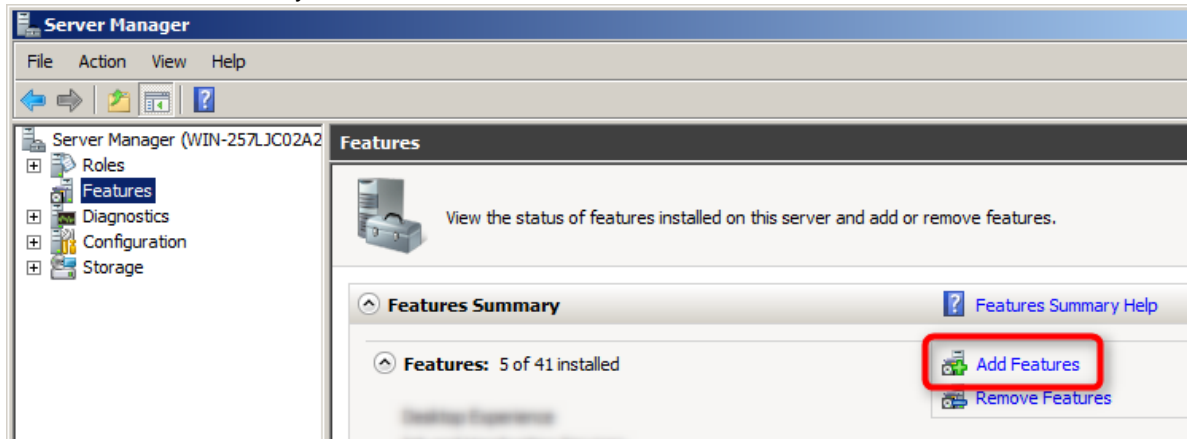 Server Manager
File Action View Help
Server Manager (WIN-257LJC02A2
Roles
Features
Diagnostics
Configuration
Storage
Features
View the status of features installed on this server and add or remove features.
Features Summary
Features Summary Help
Features: 5 of 41 installed
Add Features
Remove Features
Desktop Experience